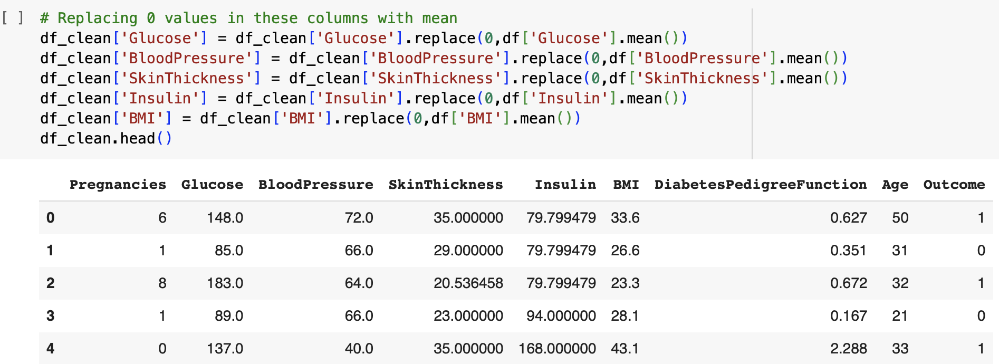 [ ] # Replacing 0 values in these columns with mean
df_clean['Glucose'] = df_clean['Glucose'].replace(0,df['Glucose'].mean())
df_clean['BloodPressure'] = df_clean['BloodPressure'].replace(0,df['BloodPressure'].mean())
df_clean['SkinThickness'] = df_clean['SkinThickness'].replace(0,df['SkinThickness'].mean())
df_clean['Insulin'] = df_clean['Insulin'].replace(0,df['Insulin'].mean())
df_clean['BMI'] = df_clean['BMI'].replace(0,df['BMI'].mean())
df_clean.head()
Pregnancies Glucose BloodPressure SkinThickness Insulin BMI DiabetesPedigreeFunction Age Outcome
0 6 148.0 72.0 35.000000 79.799479 33.6 0.627 50 1
1 1 85.0 66.0 29.000000 79.799479 26.6 0.351 31 0
2 8 183.0 64.0 20.536458 79.799479 23.3 0.672 32 1
3 1 89.0 66.0 23.000000 94.000000 28.1 0.167 21 0
4 0 137.0 40.0 35.000000 168.000000 43.1 2.288 33 1